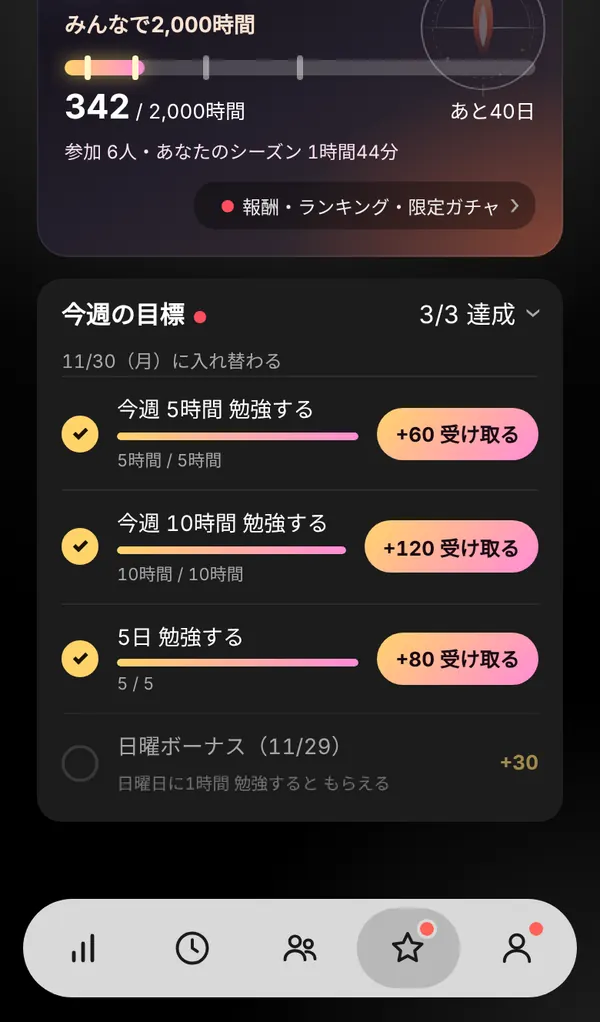 みんなで2,000時間
342 / 2,000時間
あと40日
参加 6人・あなたのシーズン 1時間44分
報酬・ランキング・限定ガチャ
今週の目標
3/3 達成
11/30（月）に入れ替わる
今週 5時間 勉強する
5時間 / 5時間
+60 受け取る
今週 10時間 勉強する
10時間 / 10時間
+120 受け取る
5日 勉強する
5 / 5
+80 受け取る
日曜ボーナス（11/29）
日曜日に1時間 勉強すると もらえる
+30